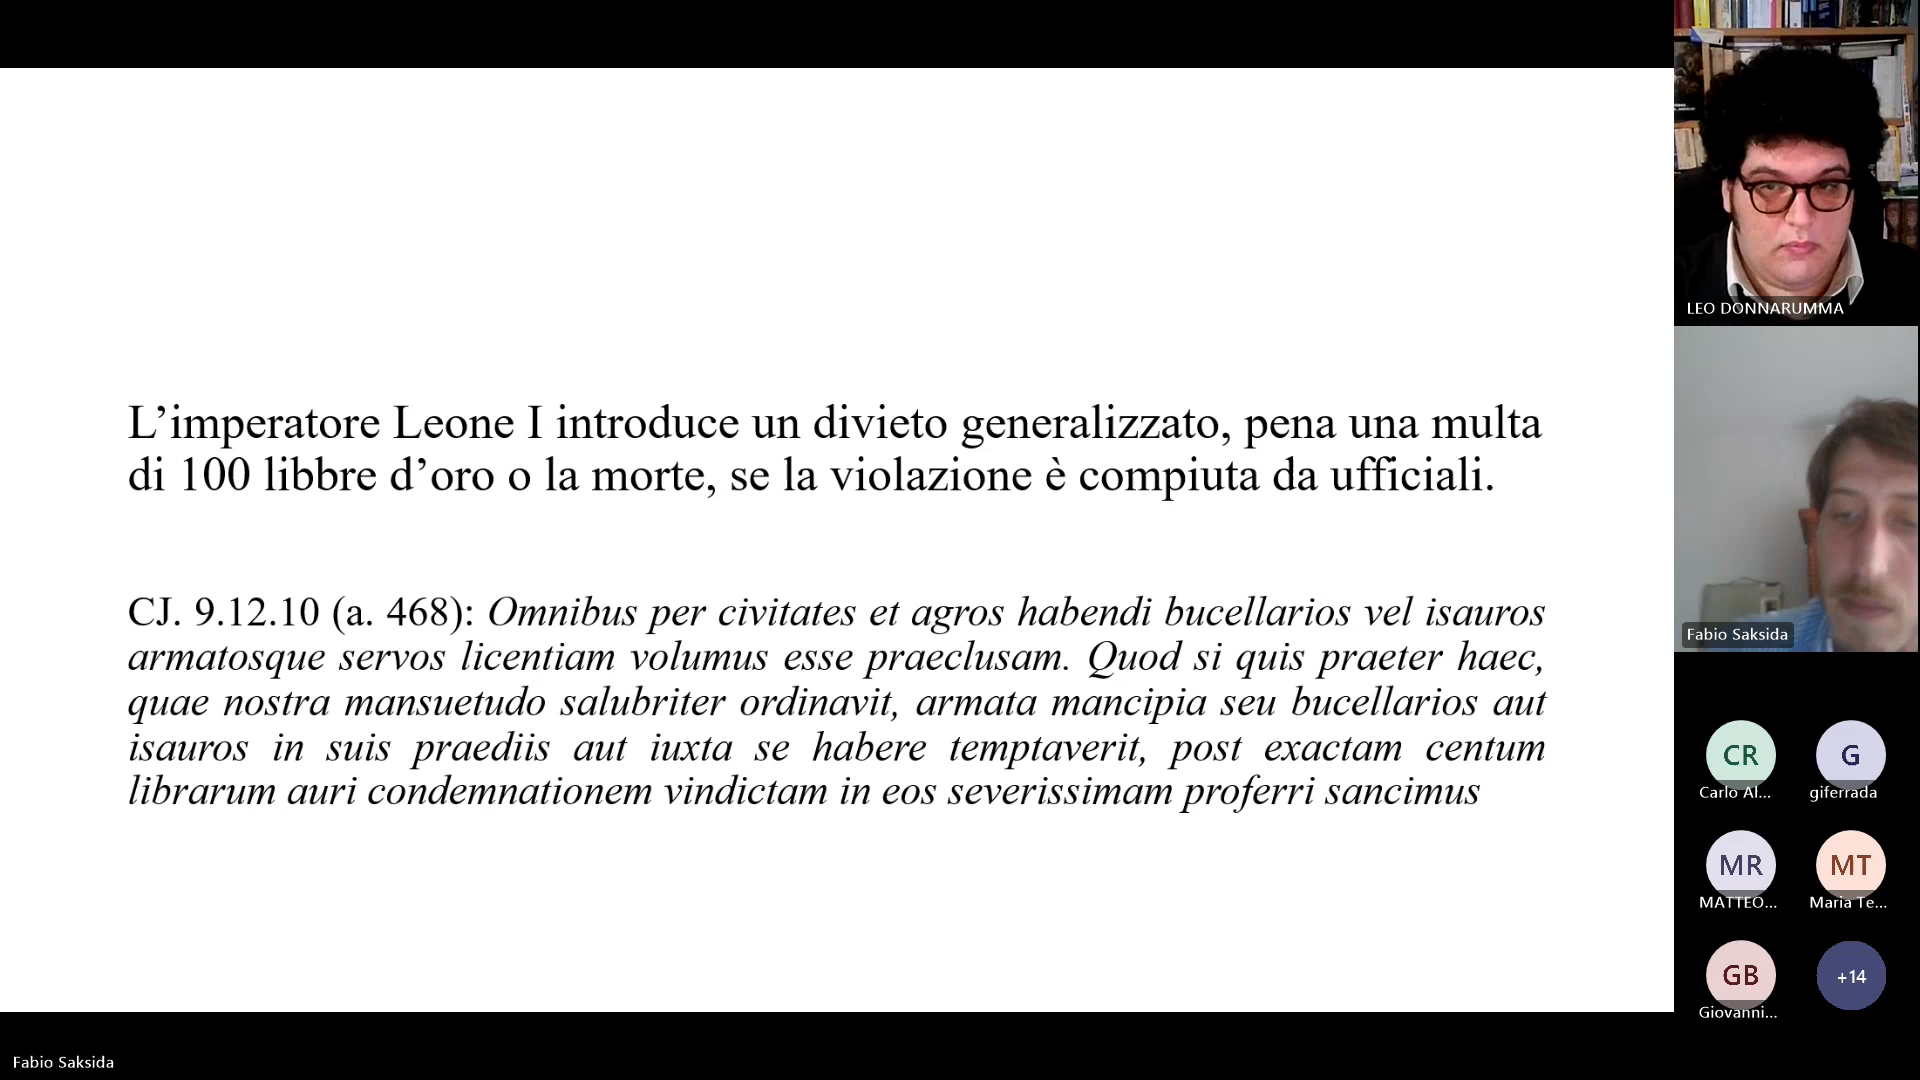 L’imperatore Leone I introduce un divieto generalizzato, pena una multa
di 100 libbre d’oro o la morte, se la violazione è compiuta da ufficiali.
CJ. 9.12.10 (a. 468): Omnibus per civitates et agros habendi bucellarios vel isauros
armatosque servos licentiam volumus esse praeclusam. Quod si quis praeter haec,
quae nostra mansuetudo salubriter ordinavit, armata mancipia seu bucellarios aut
isauros in suis praediis aut iuxta se habere temptaverit, post exactam centum
librarum auri condemnationem vindictam in eos severissimam proferri sancimus
LEO DONNARUMMA
Fabio Saksida
CR
G
Carlo Al...
giferrada
MR
MT
MATTEO...
Maria Te...
GB
+14
Giovanni...
Fabio Saksida